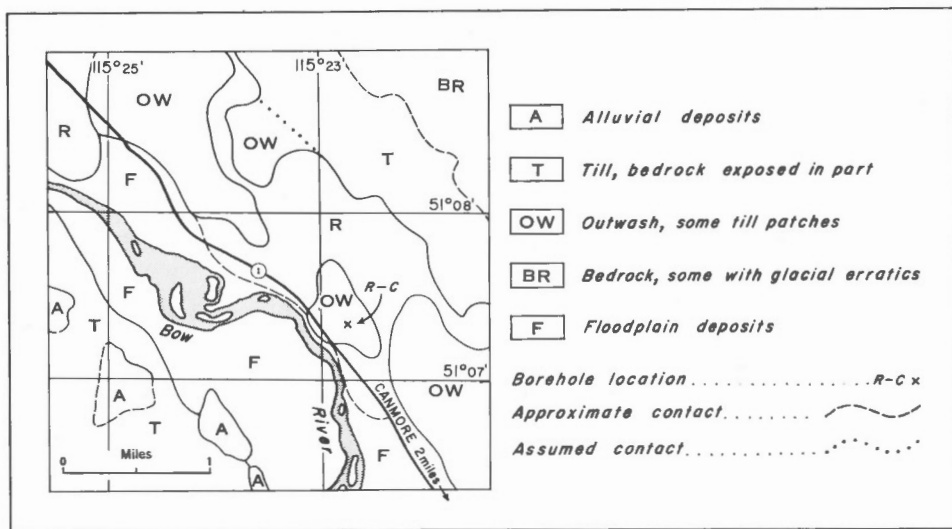 115°25'
115°23'
BR
OW
R
OW
T
F
51°08'
R
1
OW
R-C
F
A
T
Bow
F
51°07'
OW
A
CANMORE 2 miles
T
A
River
Miles
0 1
F
A
A Alluvial deposits
T Till, bedrock exposed in part
OW Outwash, some till patches
BR Bedrock, some with glacial erratics
F Floodplain deposits
Borehole location .................... R-C x
Approximate contact ............
Assumed contact ................